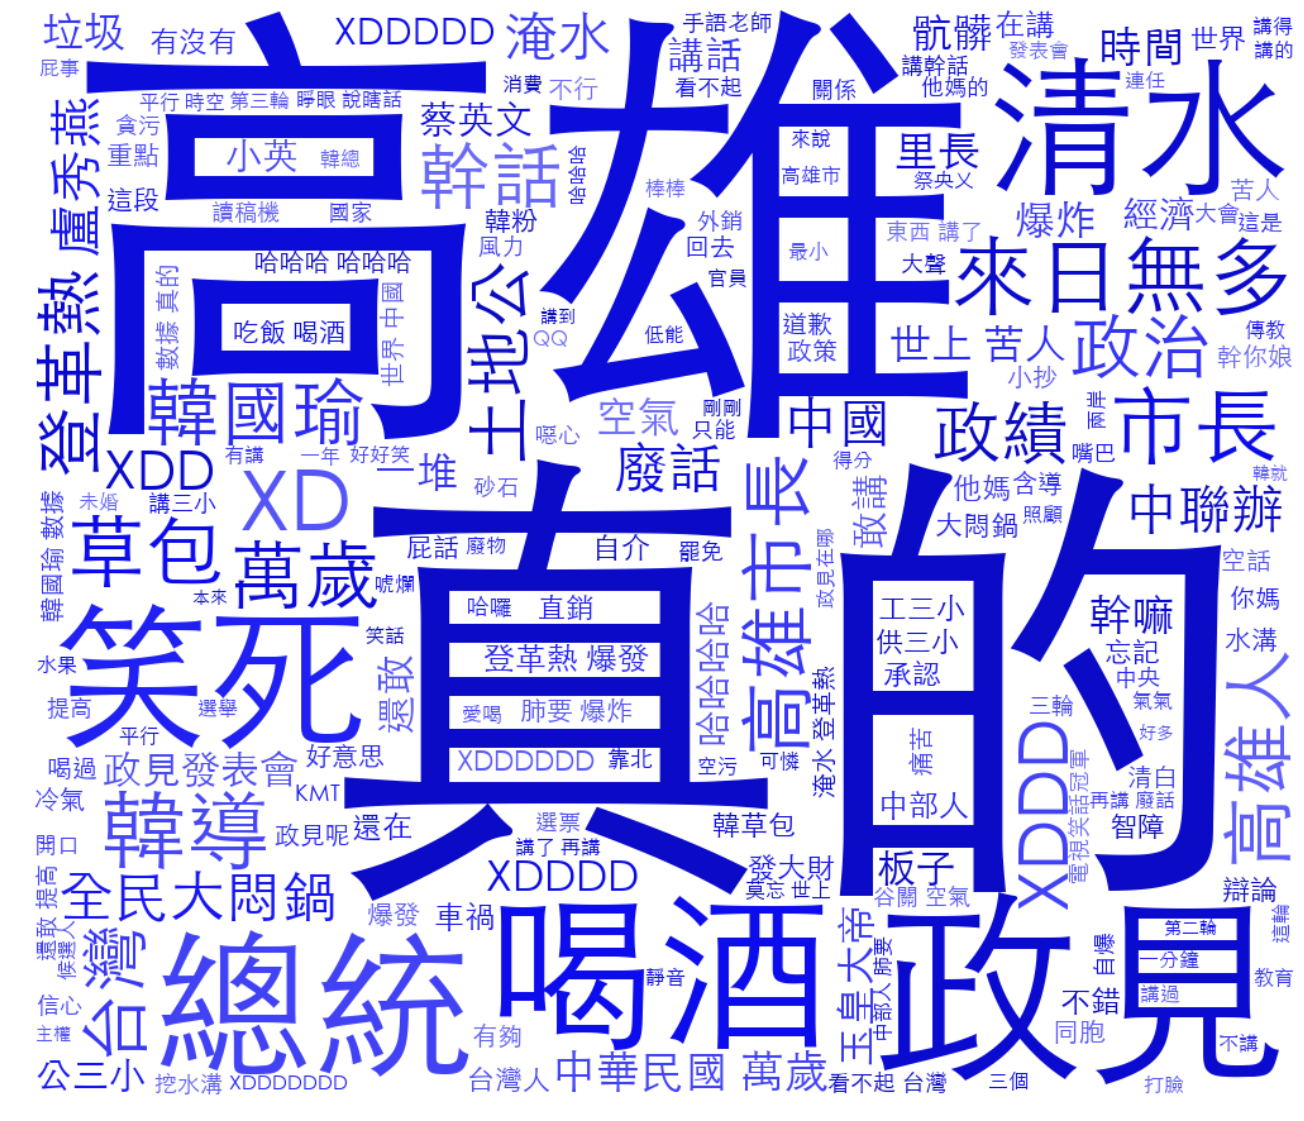 垃圾
有沒有
XDDDDD
淹水
手語老師
骯髒
在講
時間
世界
講得
講的
屁事
講話
發表會
高雄
講幹話
消費
不行
看不起
關係
他媽的
連任
清水
平行 時空
第三輪
睜眼 說瞎話
蔡英文
貪污
盧秀燕
重點
小英
韓總
幹話
哈哈哈
來說
里長
棒棒
高雄市
祭央乂
苦人
這段
讀稿機
國家
韓粉
外銷
爆炸
經濟
大會
這是
風力
回去
東西 講了
最小
哈哈哈 哈哈哈
大聲
來日無多
登革熱
數據 真的
世界 中國
土地公
官員
吃飯 喝酒
講到
QQ
低能
道歉
政策
世上 苦人
政治
傳教
幹你娘
小抄
韓國瑜
空氣
剛剛
只能
中國
政績
兩岸
市長
噁心
XDD
有講
一年
好好笑
一堆
廢話
得分
嘴巴
韓就
砂石
未婚
講三小
XD
高雄市長
敢講
他媽
含導
中聯辦
數據
韓國瑜
真的
大悶鍋
照顧
草包
萬歲
屁話
廢物
自介
罷免
政見在哪
空話
唬爛
本來
哈囉
直銷
工三小
幹嘛
你媽
笑死
笑話
哈哈哈哈
供三小
水溝
水果
登革熱 爆發
承認
忘記
還敢
中央
提高
選舉
愛喝
肺要 爆炸
淹水 登革熱
三輪
氣氣
高雄人
平行
好意思
XDDDDDD
靠北
空污
可憐
痛苦
XDDD
好多
喝過
政見發表會
清白
冷氣
KMT
中部人
電視笑話冠軍
再講 廢話
韓導
政見呢
還在
選票
韓草包
智障
開口
講了 再講
全民大悶鍋
XDDDD
發大財
板子
莫忘 世上
谷關 空氣
辯論
還敢 提高
候選人
爆發
車禍
喝酒
政見
第二輪
這輪
台灣
總統
玉皇大帝
中部人 肺要
自爆
一分鐘
靜音
教育
信心
不錯
講過
主權
有夠
同胞
不講
公三小
挖水溝
XDDDDDDD
台灣人
中華民國 萬歲
看不起 台灣
三個
打臉